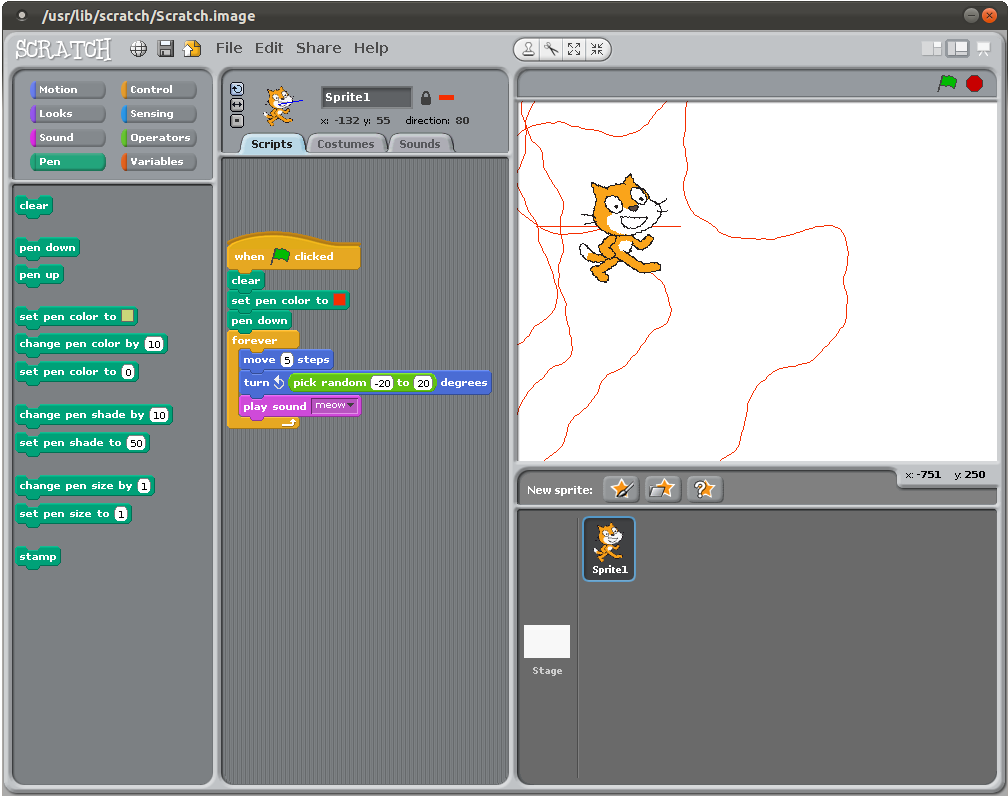 /usr/lib/scratch/Scratch.image
SCRATCH File Edit Share Help
Motion Control
Looks Sensing
Sound Operators
Pen Variables
clear
pen down
pen up
set pen color to
change pen color by 10
set pen color to 0
change pen shade by 10
set pen shade to 50
change pen size by 1
set pen size to 1
stamp
Sprite1
x: -132 y: 55 direction: 80
Scripts Costumes Sounds
when clicked
clear
set pen color to
pen down
forever
move 5 steps
turn pick random -20 to 20 degrees
play sound meow
x: -751 y: 250
New sprite:
Sprite1
Stage